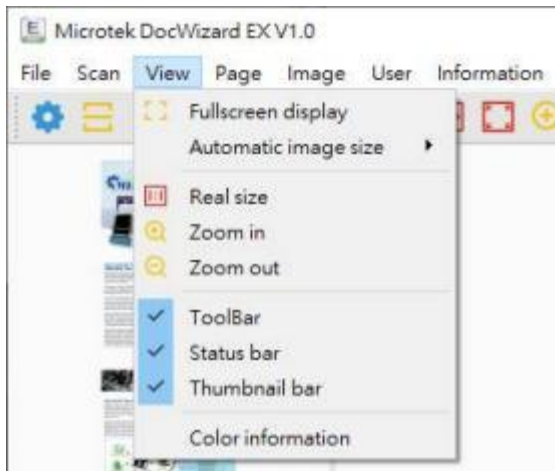 E Microtek DocWizard EX V1.0
File Scan View Page Image User Information
Fullscreen display
Automatic image size
Real size
Zoom in
Zoom out
ToolBar
Status bar
Thumbnail bar
Color information